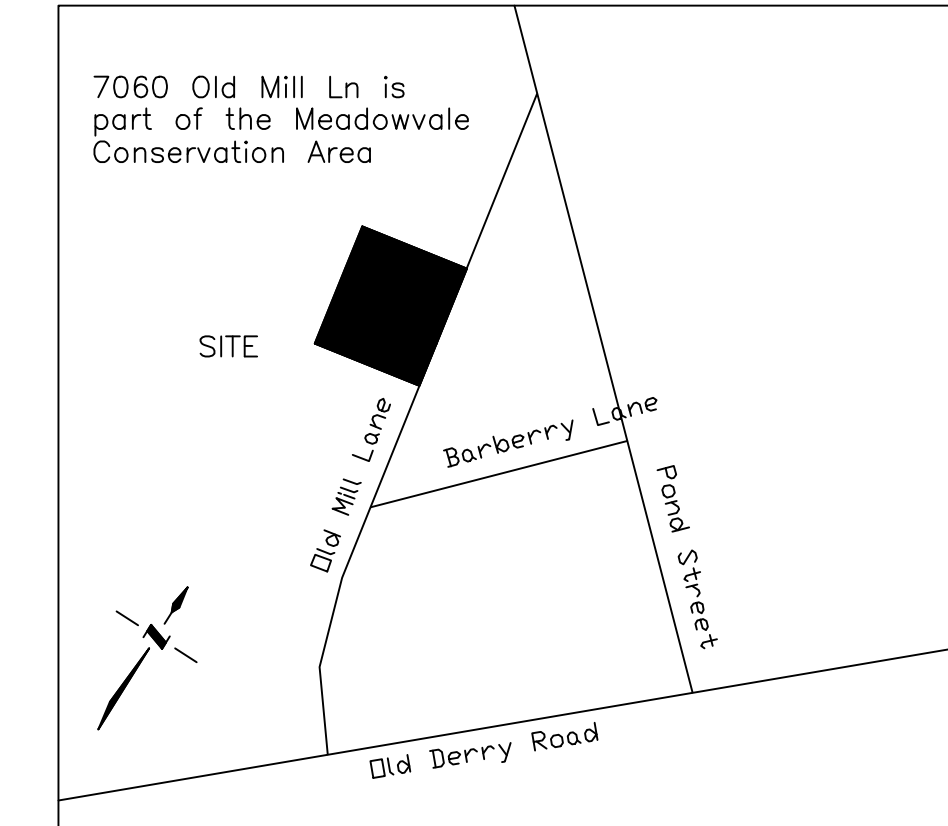 7060 Old Mill Ln is
part of the Meadowvale
Conservation Area
SITE
Old Mill Lane
Barberry Lane
Pond Street
N
Old Derry Road